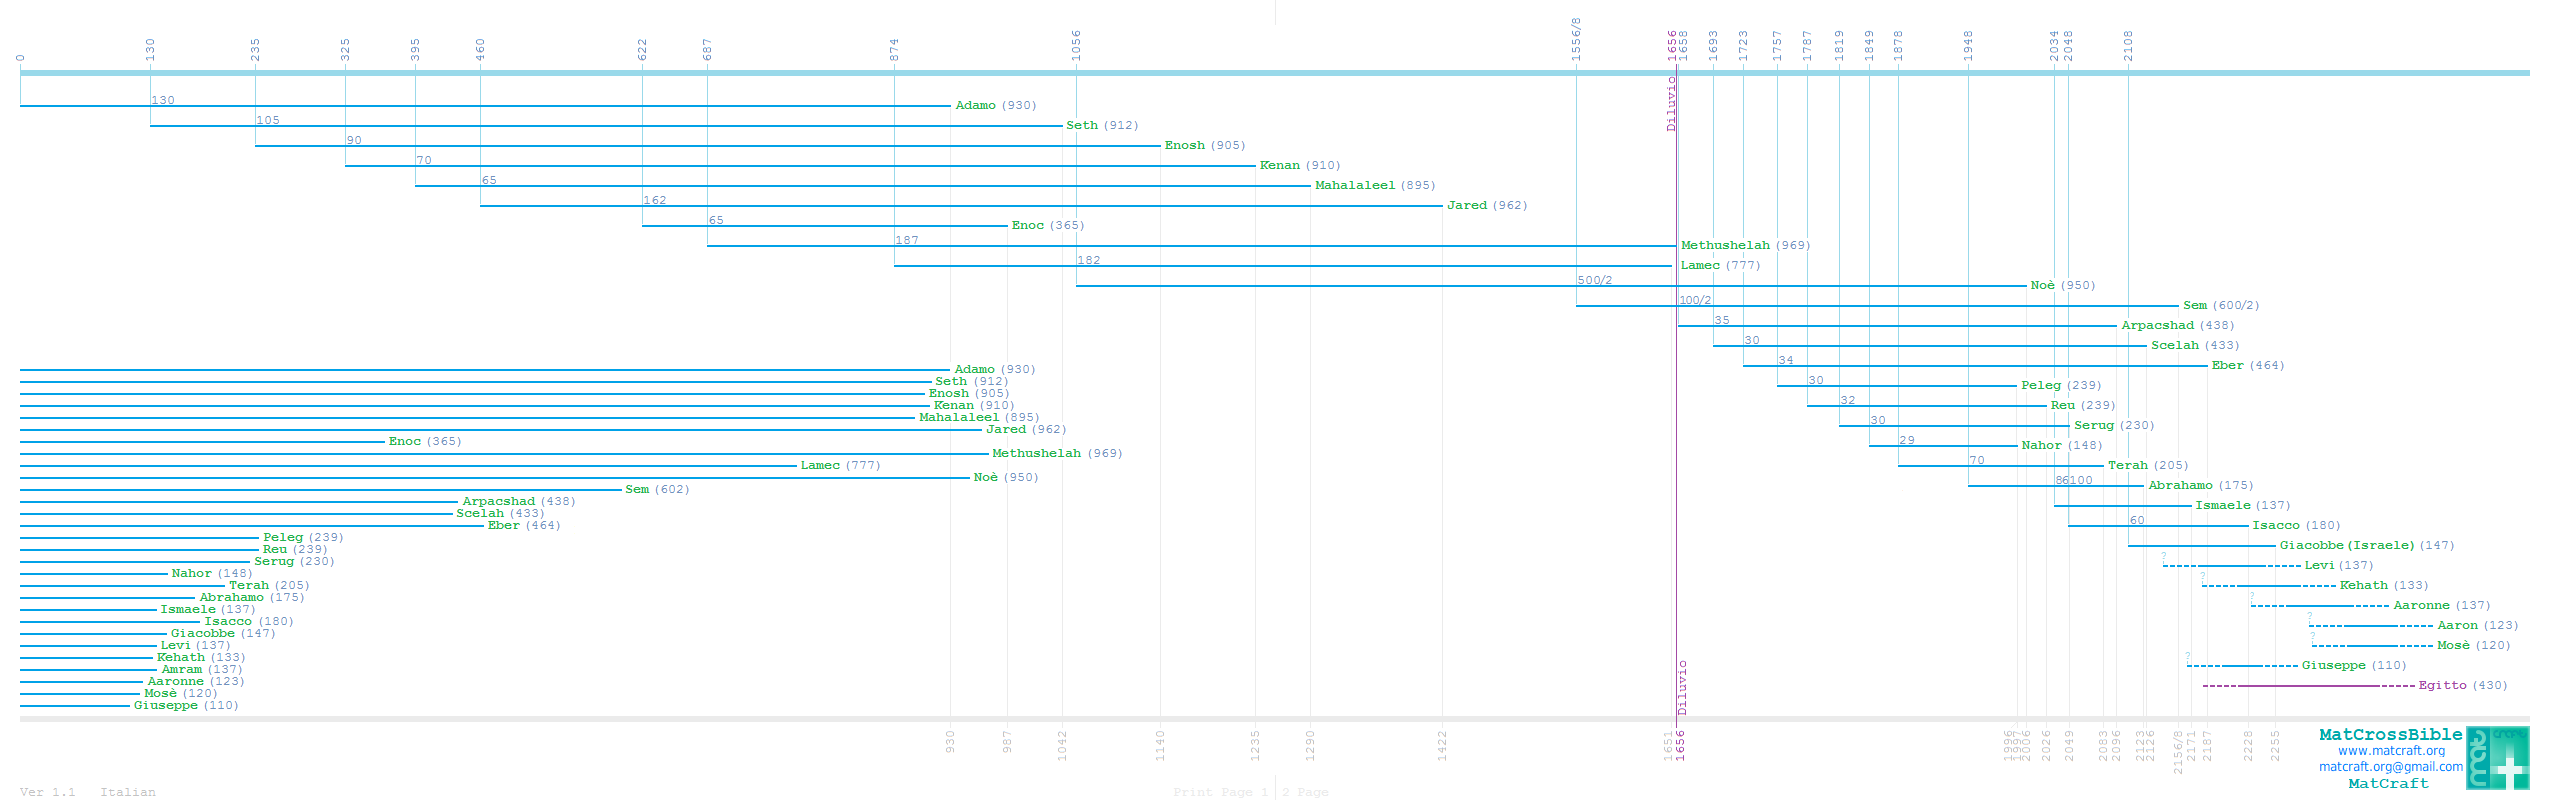 0 130 235 325 395 460 622 687 874 1056 1556/8 1656 1658 1693 1723 1757 1787 1819 1849 1878 1948 2034 2048 2108
Diluvio
130 Adamo (930)
105 Seth (912)
90 Enosh (905)
70 Kenan (910)
65 Mahalaleel (895)
162 Jared (962)
65 Enoc (365)
187 Methushelah (969)
182 Lamec (777)
500/2 Noè (950)
100/2 Sem (600/2)
35 Arpacshad (438)
30 Scelah (433)
34 Eber (464)
30 Peleg (239)
32 Reu (239)
30 Serug (230)
29 Nahor (148)
70 Terah (205)
86100 Abrahamo (175)
Ismaele (137)
60 Isacco (180)
Giacobbe(Israele) (147)
? Levi (137)
? Kehath (133)
? Aaronne (137)
? Aaron (123)
? Mosè (120)
? Giuseppe (110)
Egitto (430)
Adamo (930)
Seth (912)
Enosh (905)
Kenan (910)
Mahalaleel (895)
Jared (962)
Enoc (365)
Methushelah (969)
Lamec (777)
Noè (950)
Sem (602)
Arpacshad (438)
Scelah (433)
Eber (464)
Peleg (239)
Reu (239)
Serug (230)
Nahor (148)
Terah (205)
Abrahamo (175)
Ismaele (137)
Isacco (180)
Giacobbe (147)
Levi (137)
Kehath (133)
Amram (137)
Aaronne (123)
Mosè (120)
Giuseppe (110)
Diluvio
930 987 1042 1140 1235 1290 1422 1651 1656 1996 1997 2006 2026 2049 2083 2096 2123 2126 2156/8 2171 2187 2228 2255
MatCrossBible
www.matcraft.org
matcraft.org@gmail.com
MatCraft
mat
Ver 1.1 Italian
Print Page 1 2 Page